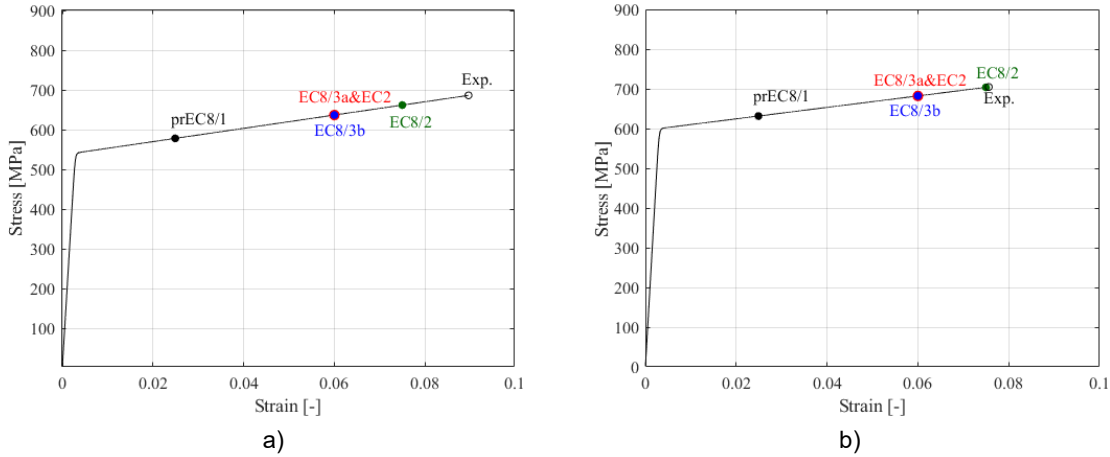 900
800
700
600
500
400
300
200
100
0
0.02
0.04
0.06
0.08
0.1
Stress [MPa]
Strain [-]
prEC8/1
EC8/3a&EC2
EC8/3b
EC8/2
Exp.
a)
900
800
700
600
500
400
300
200
100
0
0
0.02
0.04
0.06
0.08
0.1
Stress [MPa]
Strain [-]
prEC8/1
EC8/3a&EC2
EC8/3b
EC8/2
Exp.
b)